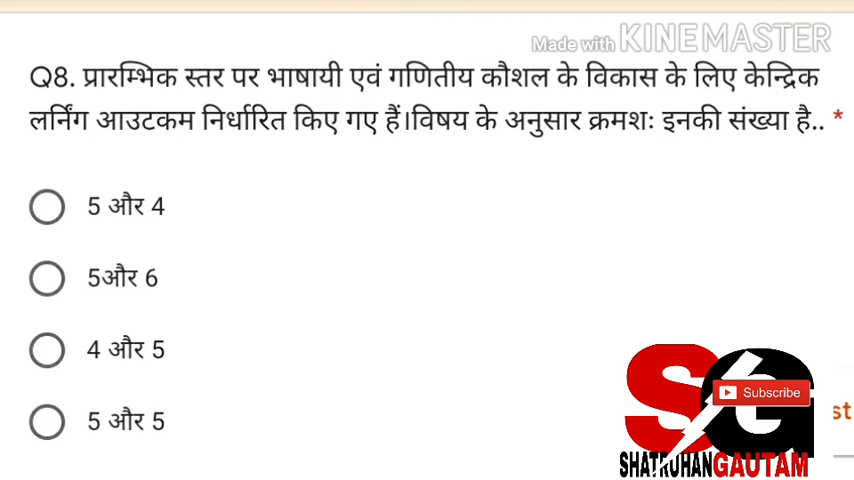 Made with KINEMASTER
Q8. प्रारम्भिक स्तर पर भाषायी एवं गणितीय कौशल के विकास के लिए केन्द्रिक
लर्निंग आउटकम निर्धारित किए गए हैं।विषय के अनुसार क्रमशः इनकी संख्या है.. *
5 और 4
5और 6
4 और 5
5 और 5
SG
Subscribe
st
SHATRUHANGAUTAM